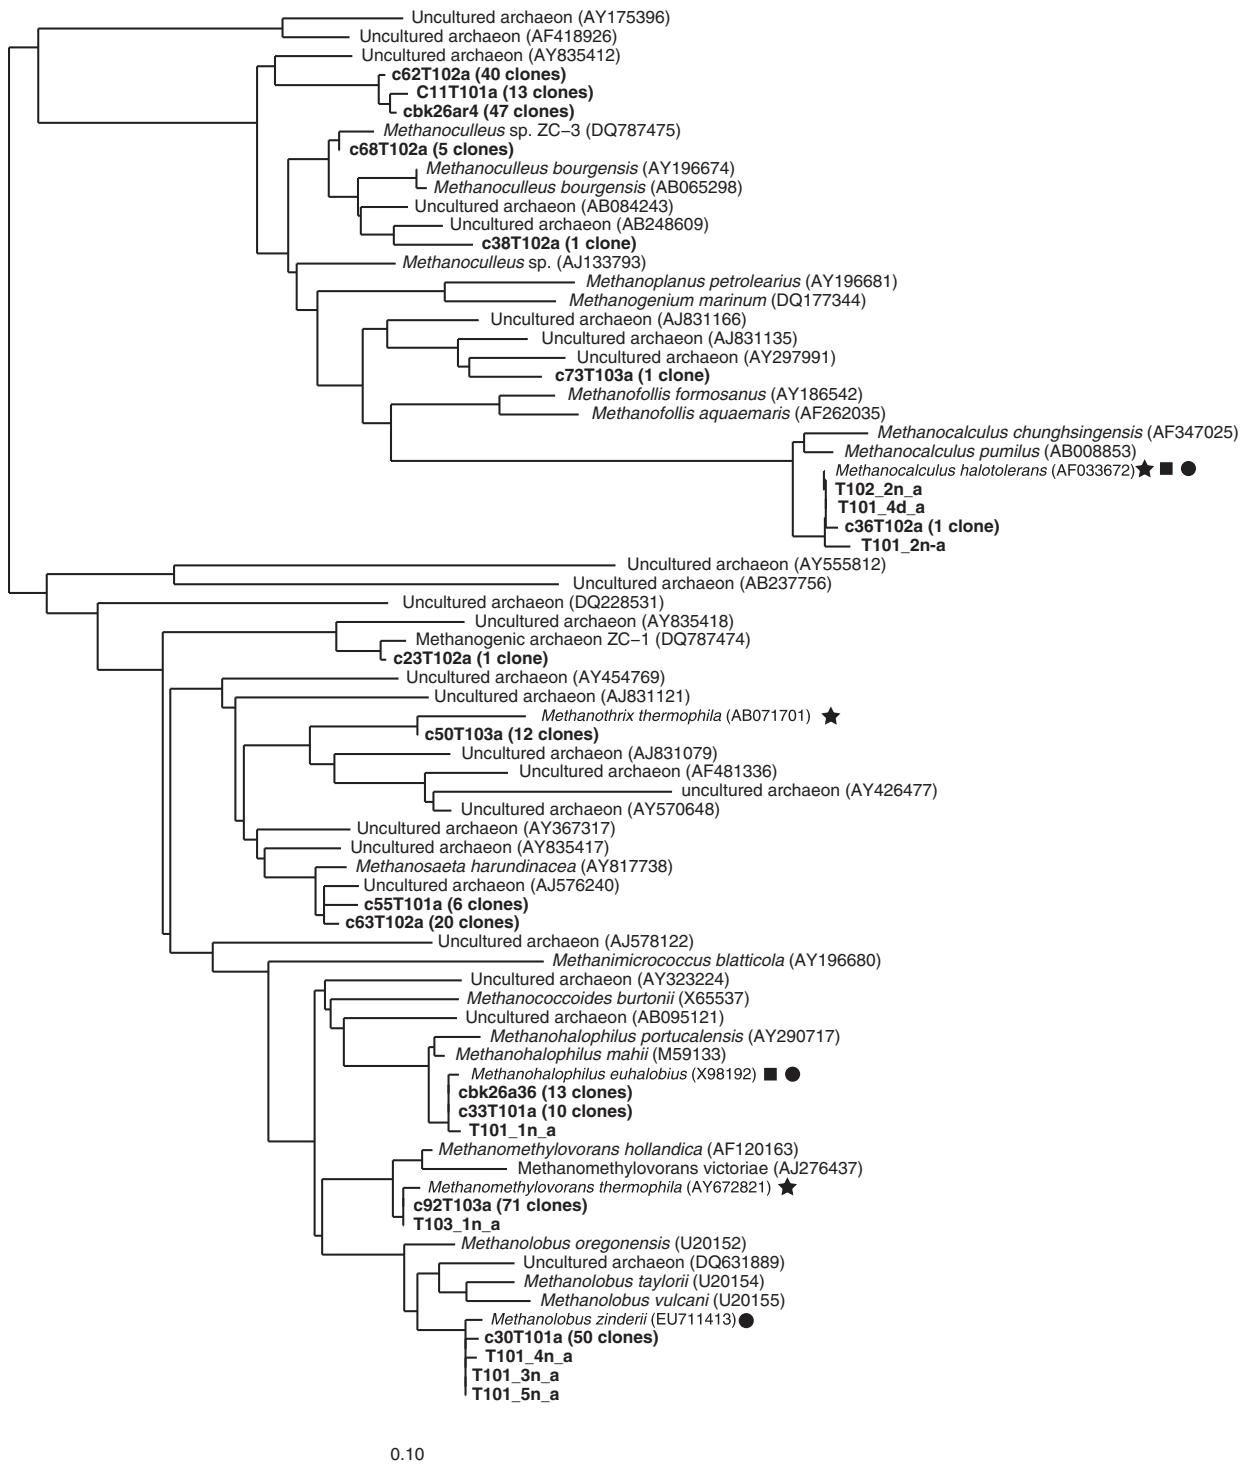 Uncultured archaeon (AY175396)
Uncultured archaeon (AF418926)
Uncultured archaeon (AY835412)
c62T102a (40 clones)
C11T101a (13 clones)
cbk26ar4 (47 clones)
Methanoculleus sp. ZC−3 (DQ787475)
c68T102a (5 clones)
Methanoculleus bourgensis (AY196674)
Methanoculleus bourgensis (AB065298)
Uncultured archaeon (AB084243)
Uncultured archaeon (AB248609)
c38T102a (1 clone)
Methanoculleus sp. (AJ133793)
Methanoplanus petrolearius (AY196681)
Methanogenium marinum (DQ177344)
Uncultured archaeon (AJ831166)
Uncultured archaeon (AJ831135)
Uncultured archaeon (AY297991)
c73T103a (1 clone)
Methanofollis formosanus (AY186542)
Methanofollis aquaemaris (AF262035)
Methanocalculus chunghsingensis (AF347025)
Methanocalculus pumilus (AB008853)
Methanocalculus halotolerans (AF033672)
T102_2n_a
T101_4d_a
c36T102a (1 clone)
T101_2n-a
Uncultured archaeon (AY555812)
Uncultured archaeon (AB237756)
Uncultured archaeon (DQ228531)
Uncultured archaeon (AY835418)
Methanogenic archaeon ZC−1 (DQ787474)
c23T102a (1 clone)
Uncultured archaeon (AY454769)
Uncultured archaeon (AJ831121)
Methanothrix thermophila (AB071701)
c50T103a (12 clones)
Uncultured archaeon (AJ831079)
Uncultured archaeon (AF481336)
uncultured archaeon (AY426477)
Uncultured archaeon (AY570648)
Uncultured archaeon (AY367317)
Uncultured archaeon (AY835417)
Methanosaeta harundinacea (AY817738)
Uncultured archaeon (AJ576240)
c55T101a (6 clones)
c63T102a (20 clones)
Uncultured archaeon (AJ578122)
Methanimicrococcus blatticola (AY196680)
Uncultured archaeon (AY323224)
Methanococcoides burtonii (X65537)
Uncultured archaeon (AB095121)
Methanohalophilus portucalensis (AY290717)
Methanohalophilus mahii (M59133)
Methanohalophilus euhalobius (X98192)
cbk26a36 (13 clones)
c33T101a (10 clones)
T101_1n_a
Methanomethylovorans hollandica (AF120163)
Methanomethylovorans victoriae (AJ276437)
Methanomethylovorans thermophila (AY672821)
c92T103a (71 clones)
T103_1n_a
Methanolobus oregonensis (U20152)
Uncultured archaeon (DQ631889)
Methanolobus taylorii (U20154)
Methanolobus vulcani (U20155)
Methanolobus zinderii (EU711413)
c30T101a (50 clones)
T101_4n_a
T101_3n_a
T101_5n_a
0.10